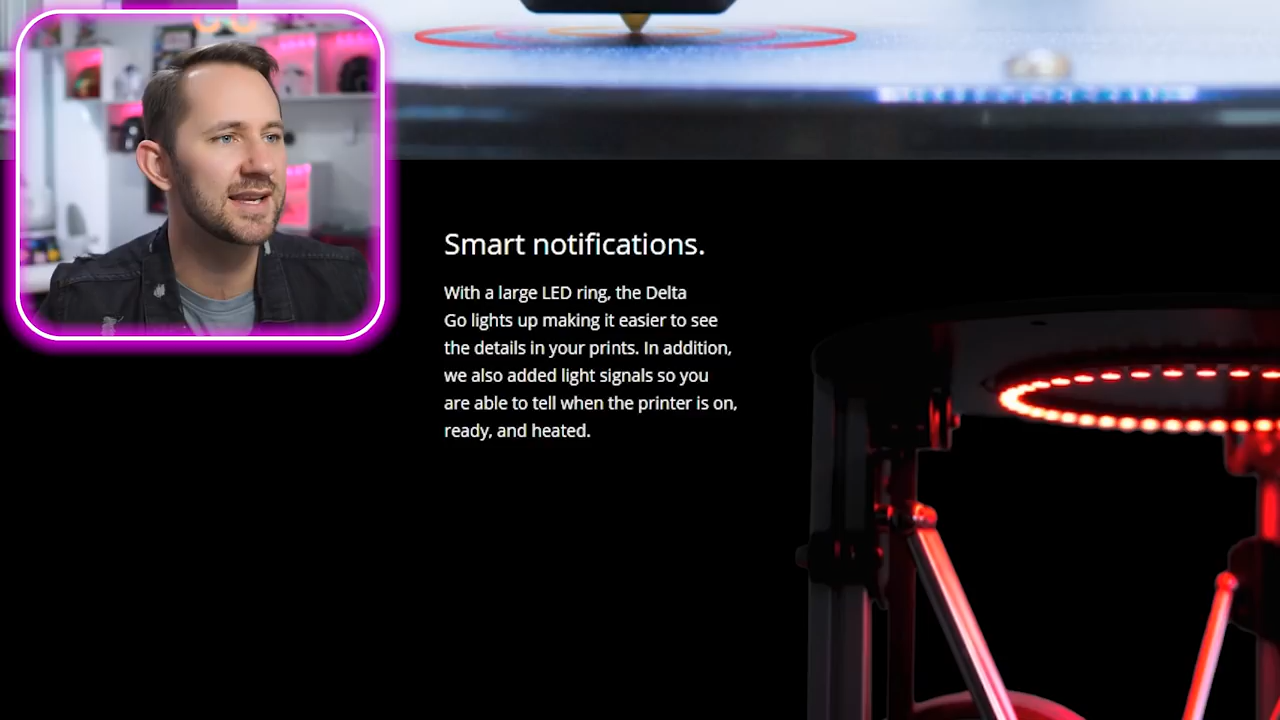 Smart notifications.
With a large LED ring, the Delta
Go lights up making it easier to see
the details in your prints. In addition,
we also added light signals so you
are able to tell when the printer is on,
ready, and heated.